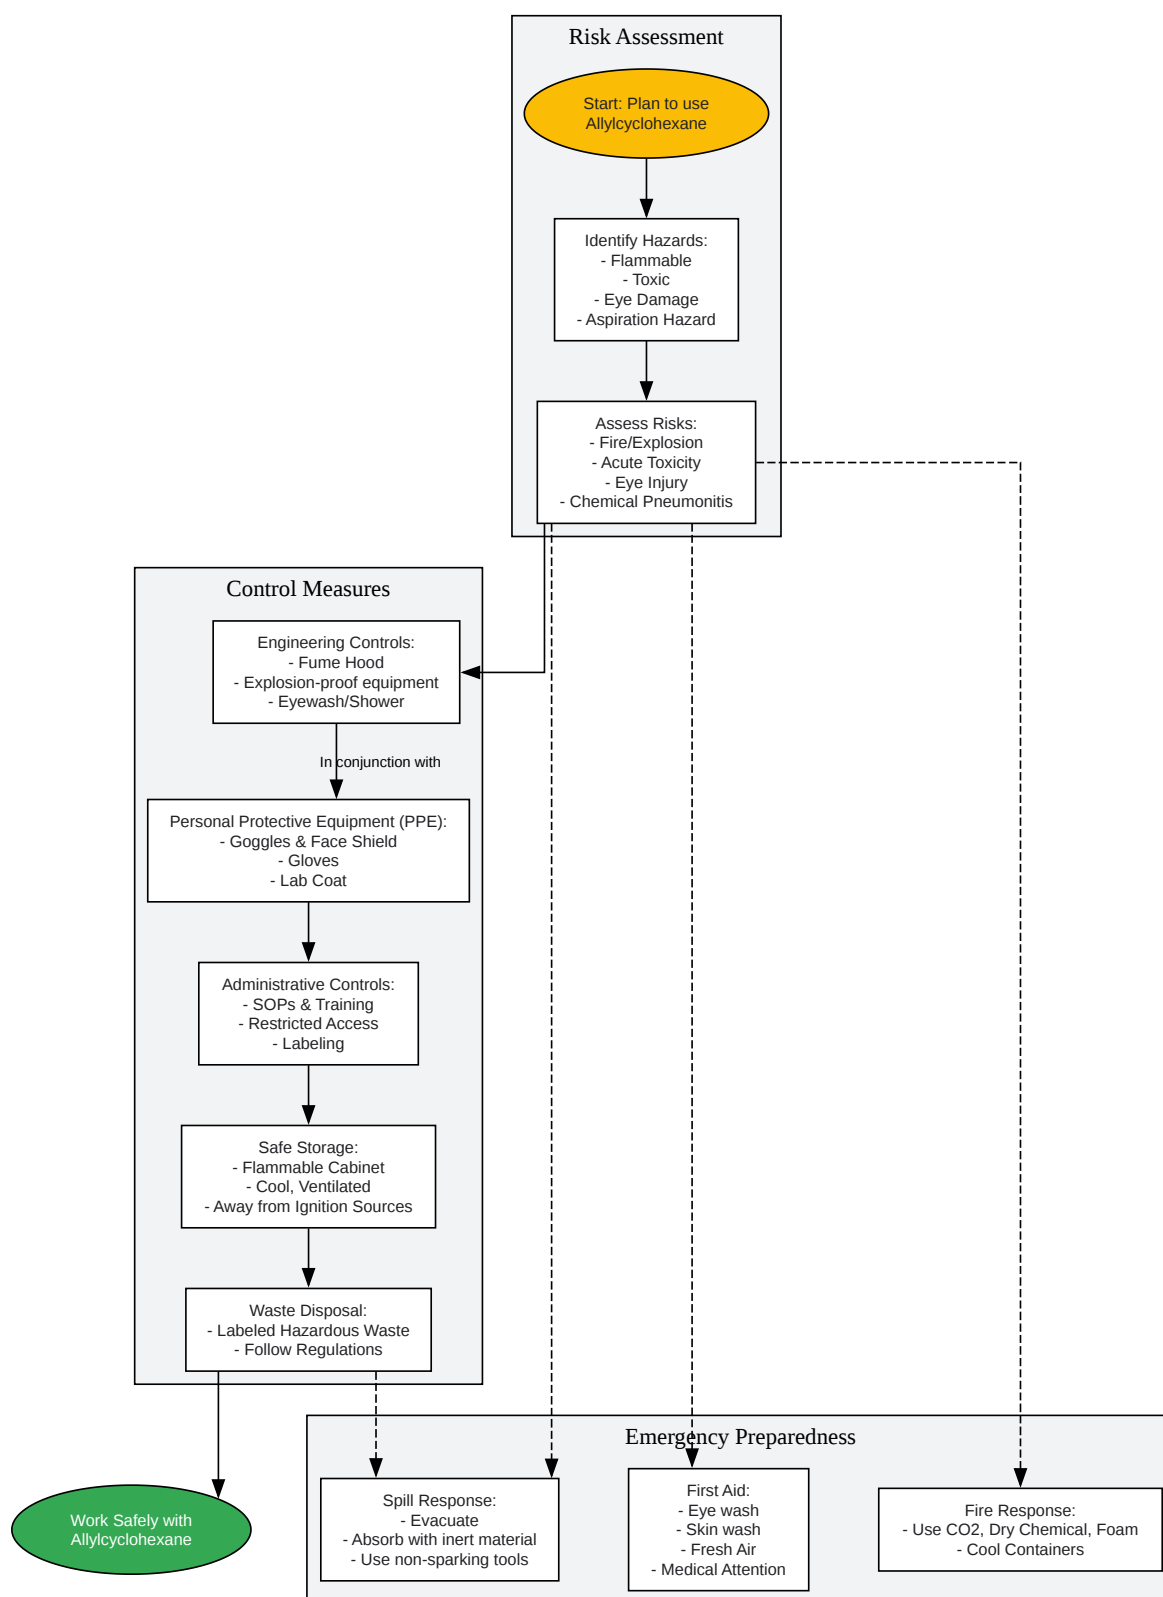 Risk Assessment
Start: Plan to use
Allylcyclohexane
Identify Hazards:
- Flammable
- Toxic
- Eye Damage
- Aspiration Hazard
Assess Risks:
- Fire/Explosion
- Acute Toxicity
- Eye Injury
- Chemical Pneumonitis
Control Measures
Engineering Controls:
- Fume Hood
- Explosion-proof equipment
- Eyewash/Shower
In conjunction with
Personal Protective Equipment (PPE):
- Goggles & Face Shield
- Gloves
- Lab Coat
Administrative Controls:
- SOPs & Training
- Restricted Access
- Labeling
Safe Storage:
- Flammable Cabinet
- Cool, Ventilated
- Away from Ignition Sources
Waste Disposal:
- Labeled Hazardous Waste
- Follow Regulations
Work Safely with
Allylcyclohexane
Emergency Preparedness
Spill Response:
- Evacuate
- Absorb with inert material
- Use non-sparking tools
First Aid:
- Eye wash
- Skin wash
- Fresh Air
- Medical Attention
Fire Response:
- Use CO2, Dry Chemical, Foam
- Cool Containers